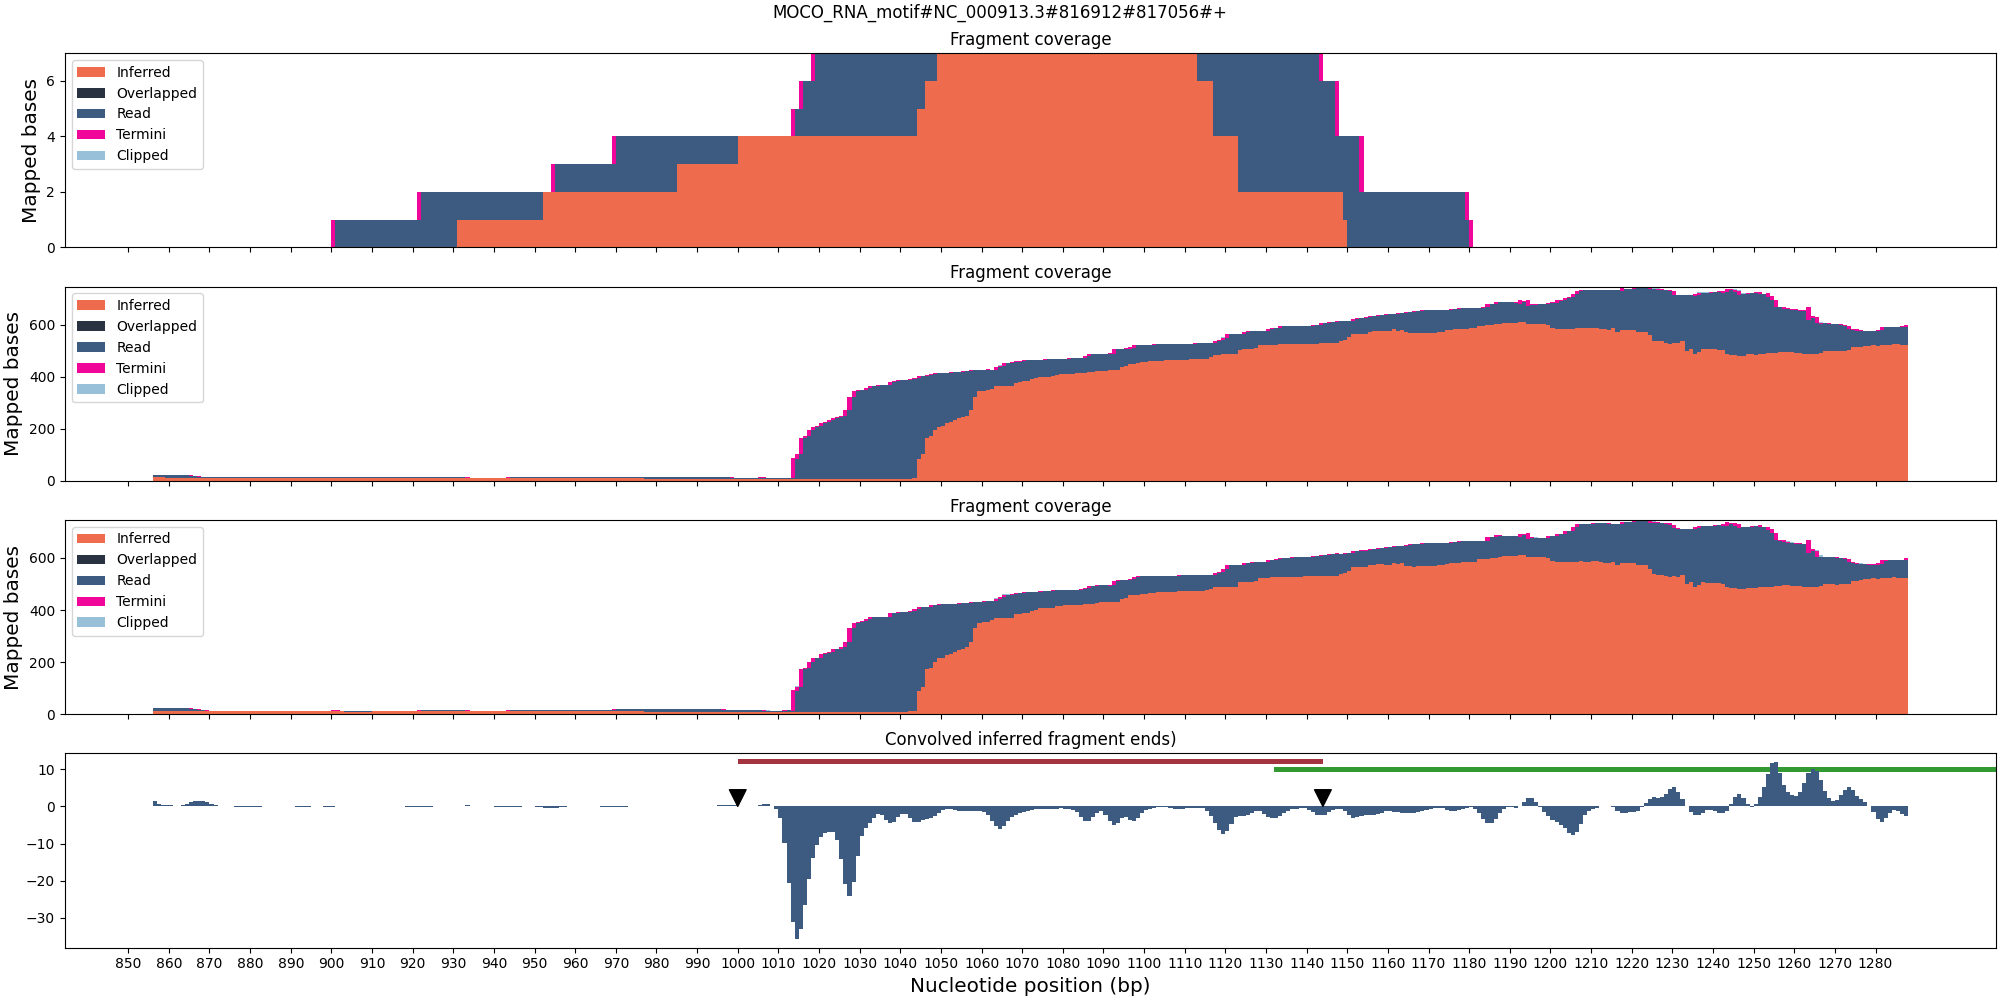 MOCO_RNA_motif#NC_000913.3#816912#817056#+
Fragment coverage
Mapped bases
6
4
2
0
Inferred
Overlapped
Read
Termini
Clipped
Fragment coverage
Mapped bases
600
400
200
0
Inferred
Overlapped
Read
Termini
Clipped
Fragment coverage
Mapped bases
600
400
200
0
Inferred
Overlapped
Read
Termini
Clipped
Convolved inferred fragment ends)
10
0
−10
−20
−30
850 860 870 880 890 900 910 920 930 940 950 960 970 980 990 1000 1010 1020 1030 1040 1050 1060 1070 1080 1090 1100 1110 1120 1130 1140 1150 1160 1170 1180 1190 1200 1210 1220 1230 1240 1250 1260 1270 1280
Nucleotide position (bp)